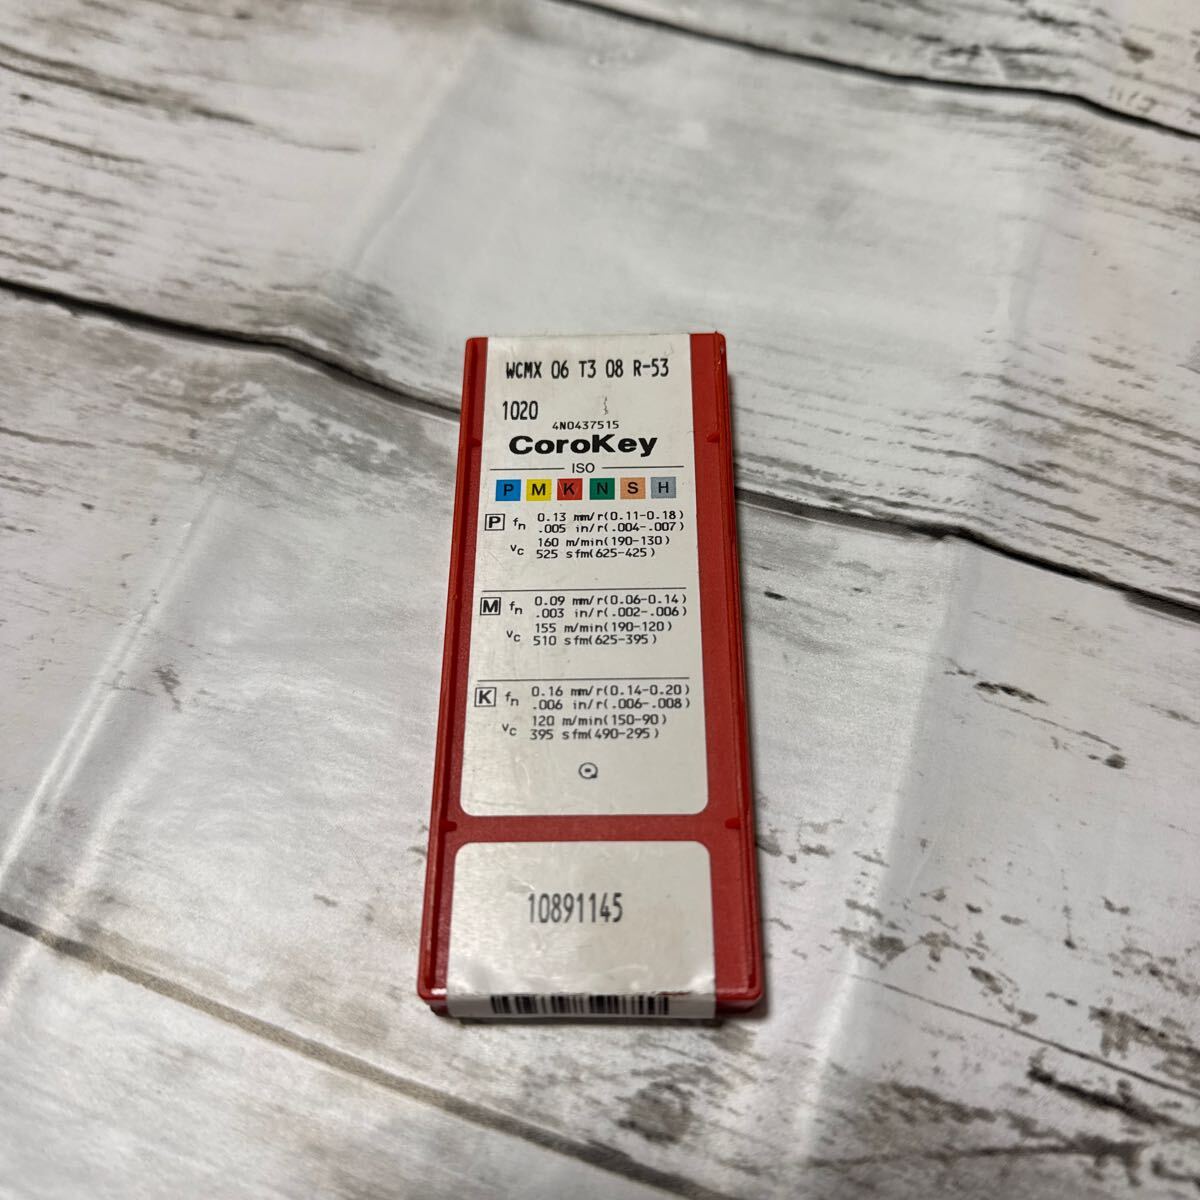 WCMX 06 T3 08 R-53
1020
4N0437515
CoroKey
ISO
P M K N S H
P fn 0.13 mm/r(0.11-0.18)
.005 in/r(.004-.007)
vc 160 m/min(190-130)
525 sfm(625-425)
M fn 0.09 mm/r(0.06-0.14)
.003 in/r(.002-.006)
vc 155 m/min(190-120)
510 sfm(625-395)
K fn 0.16 mm/r(0.14-0.20)
.006 in/r(.006-.008)
vc 120 m/min(150-90)
395 sfm(490-295)
10891145